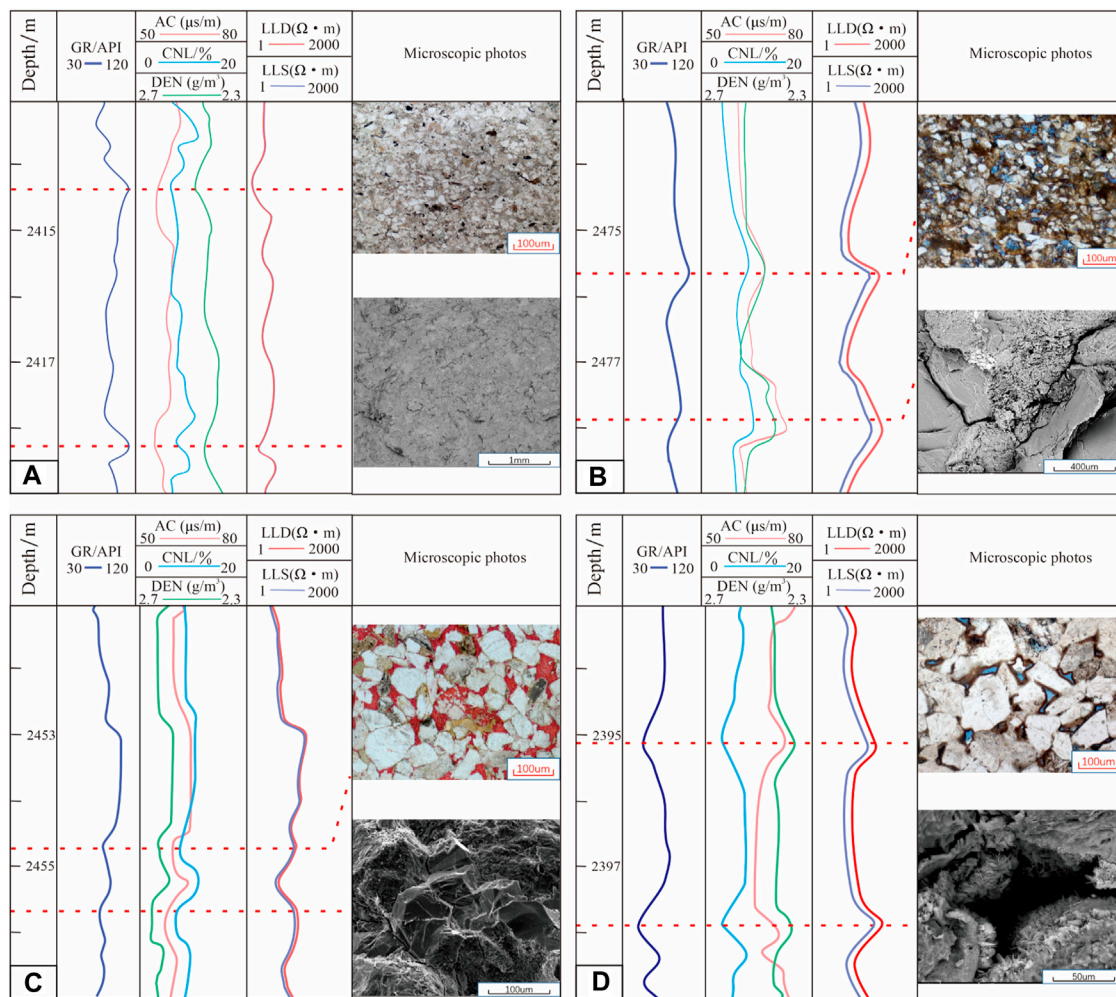 Depth/m
GR/API
30 120
AC (μs/m)
50 80
CNL/%
0 20
DEN (g/m³)
2.7 2.3
LLD(Ω·m)
1 2000
LLS(Ω·m)
1 2000
Microscopic photos
2415
2417
100um
1mm
A
Depth/m
GR/API
30 120
AC (μs/m)
50 80
CNL/%
0 20
DEN (g/m³)
2.7 2.3
LLD(Ω·m)
1 2000
LLS(Ω·m)
1 2000
Microscopic photos
2475
2477
100um
400um
B
Depth/m
GR/API
30 120
AC (μs/m)
50 80
CNL/%
0 20
DEN (g/m³)
2.7 2.3
LLD(Ω·m)
1 2000
LLS(Ω·m)
1 2000
Microscopic photos
2453
2455
100um
100um
C
Depth/m
GR/API
30 120
AC (μs/m)
50 80
CNL/%
0 20
DEN (g/m³)
2.7 2.3
LLD(Ω·m)
1 2000
LLS(Ω·m)
1 2000
Microscopic photos
2395
2397
100um
50um
D